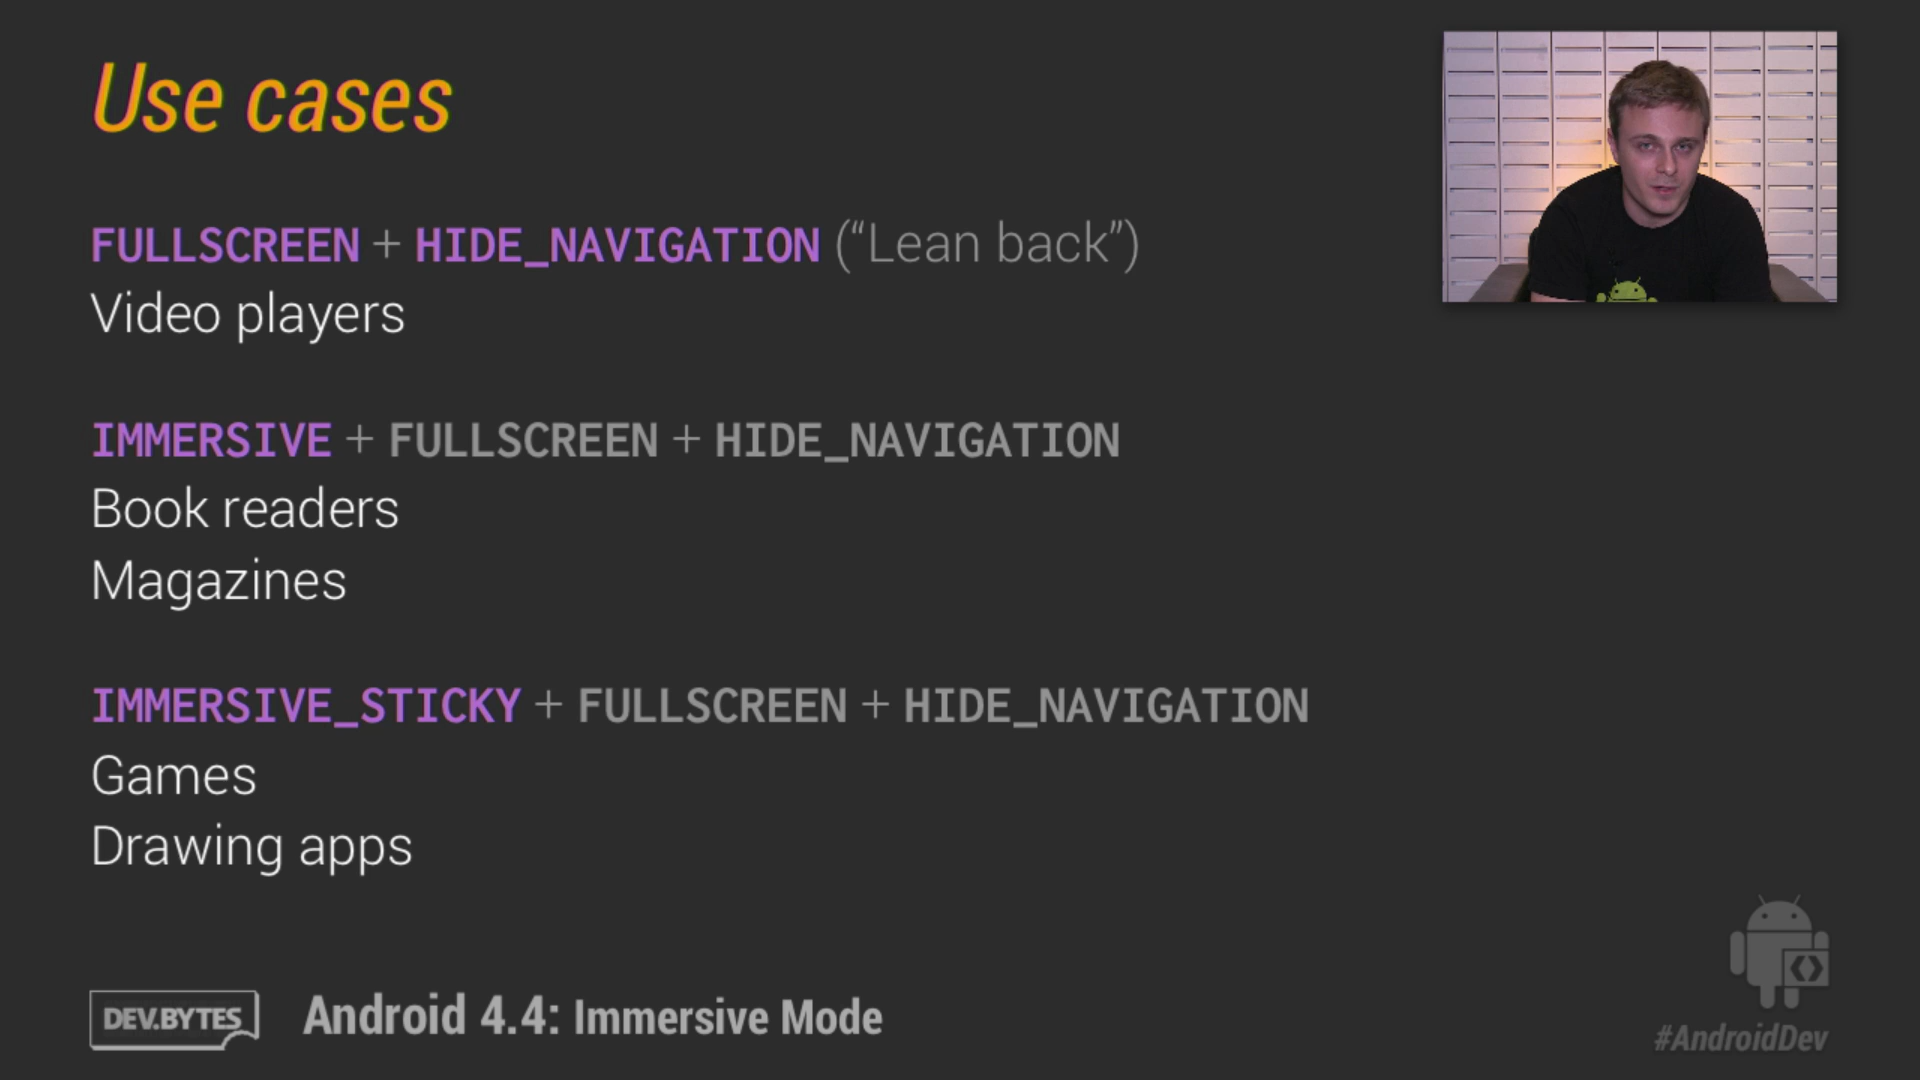 Use cases
FULLSCREEN + HIDE_NAVIGATION (“Lean back”)
Video players
IMMERSIVE + FULLSCREEN + HIDE_NAVIGATION
Book readers
Magazines
IMMERSIVE_STICKY + FULLSCREEN + HIDE_NAVIGATION
Games
Drawing apps
DEV.BYTES Android 4.4: Immersive Mode
#AndroidDev